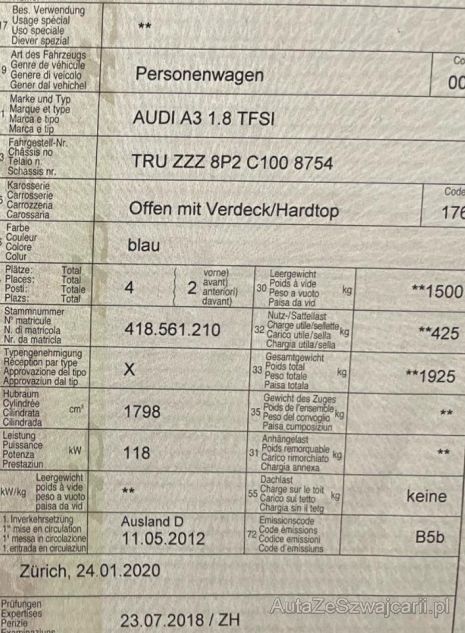 Bes. Verwendung
17 Usage spécial
Uso speciale **
Diever spezial
Art des Fahrzeugs Co
9 Genre de véhicule
Genere di veicolo Personenwagen 00
Gener dal vehichel
Marke und Typ
Marque et type
Marca e tipo AUDI A3 1.8 TFSI
Marca e tip
Fahrgestell-Nr.
3 Châssis no
Telaio n. TRU ZZZ 8P2 C100 8754
Schassis nr.
Karosserie Code
Carrosserie
Carrozzeria Offen mit Verdeck/Hardtop 176
Carossaria
Farbe
Couleur
Colore blau
Colur
Plätze: Total vorne) Leergewicht
Places: Total 4 2 avant) 30 Poids à vide kg **1500
Posti: Totale anteriori) Peso a vuoto
Plazs: Total davant) Paisa da vid
Stammnummer Nutz-/Sattellast
N° matricule 418.561.210 32 Charge utile/sellette kg **425
N. di matricola Carico utile/sella
Nr. da matricla Chargia utila/sella
Typengenehmigung Gesamtgewicht
Réception par type X 33 Poids total kg **1925
Approvazione del tipo Peso totale
Approvaziun dal tip Paisa totala
Hubraum Gewicht des Zuges
Cylindrée cm³ 1798 35 Poids de l'ensemble kg **
Cilindrata Peso del convoglio
Cilindrada Paisa cumposiziun
Leistung Anhängelast
Puissance kW 118 31 Poids remorquable kg **
Potenza Carico rimorchiato
Prestaziun Chargia annexa
Leergewicht Dachlast
kW/kg poids à vide ** 55 Charge sur le toit kg keine
peso a vuoto Carico sul tetto
paisa da vid Chargia sin il tetg
1. Inverkehrsetzung Ausland D Emissionscode
1re mise en circulation 11.05.2012 72 Code émissions B5b
1a messa in circolazione Codice emissioni
1. entrada en circulaziun Code d'emissiuns
Zürich, 24.01.2020
Prüfungen
Expertises
Perizie 23.07.2018 / ZH
Examinaziuns
AutaZeSzwajcarii.pl